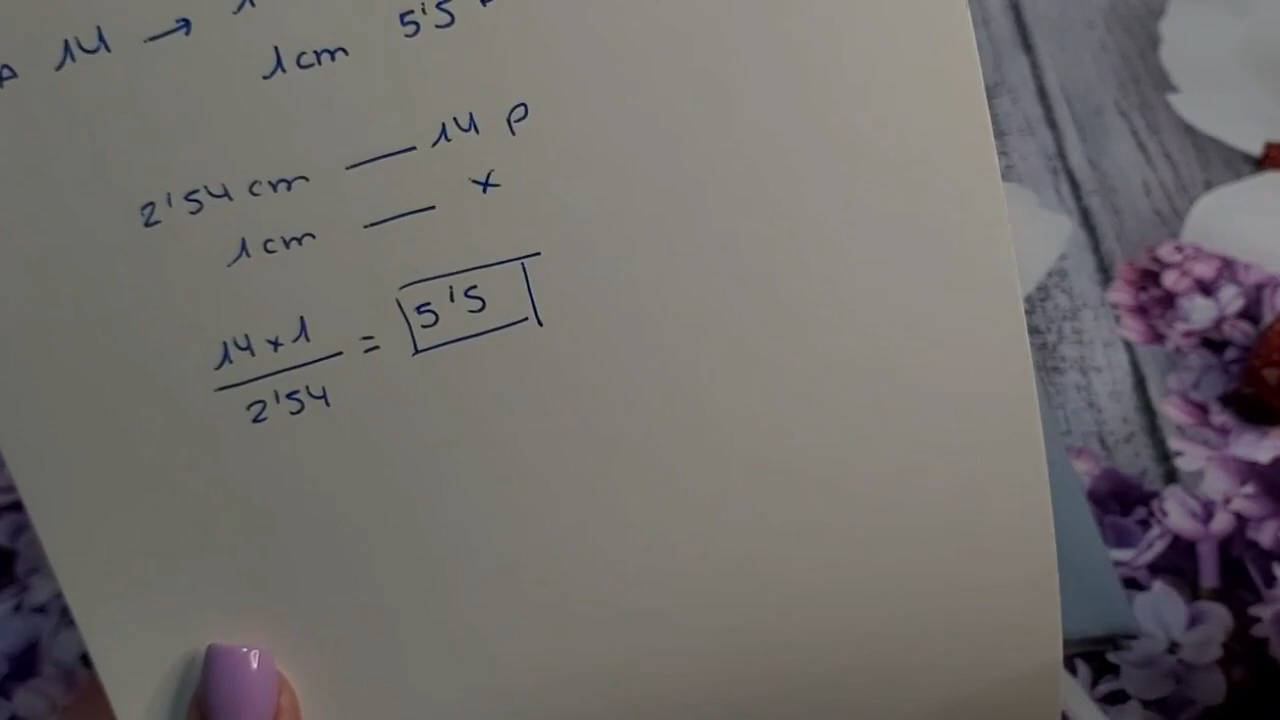 14 →
1cm 5'5
2'54 cm — 14 P
1cm — x
14 x 1 / 2'54 = 5'5